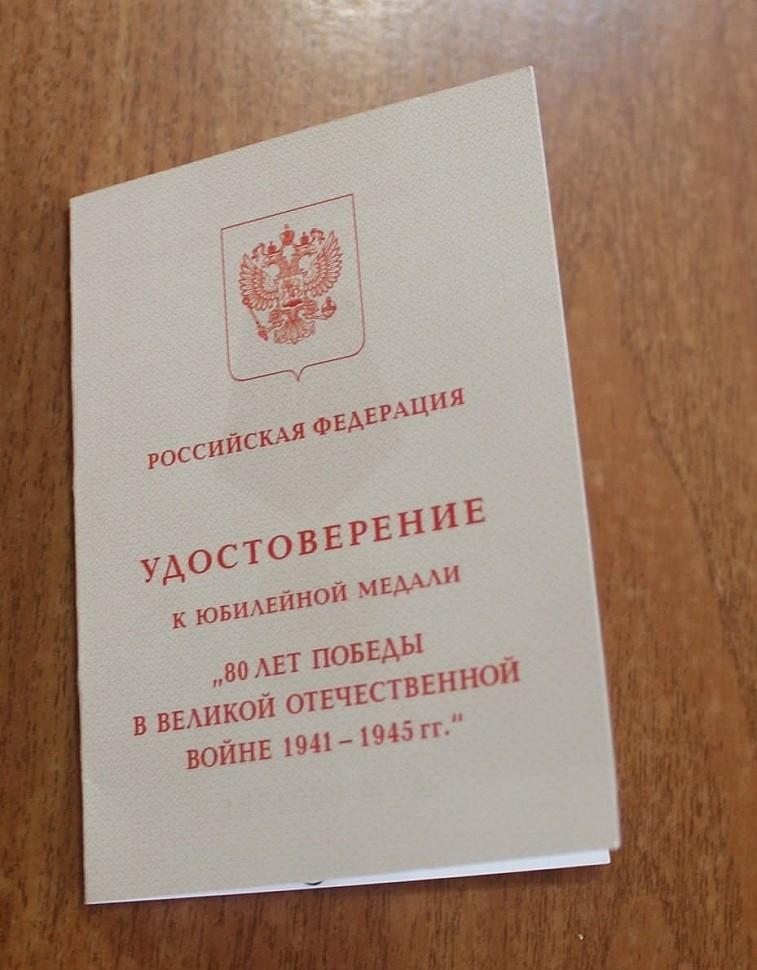 РОССИЙСКАЯ ФЕДЕРАЦИЯ
УДОСТОВЕРЕНИЕ
К ЮБИЛЕЙНОЙ МЕДАЛИ
„80 ЛЕТ ПОБЕДЫ
В ВЕЛИКОЙ ОТЕЧЕСТВЕННОЙ
ВОЙНЕ 1941 – 1945 гг.“